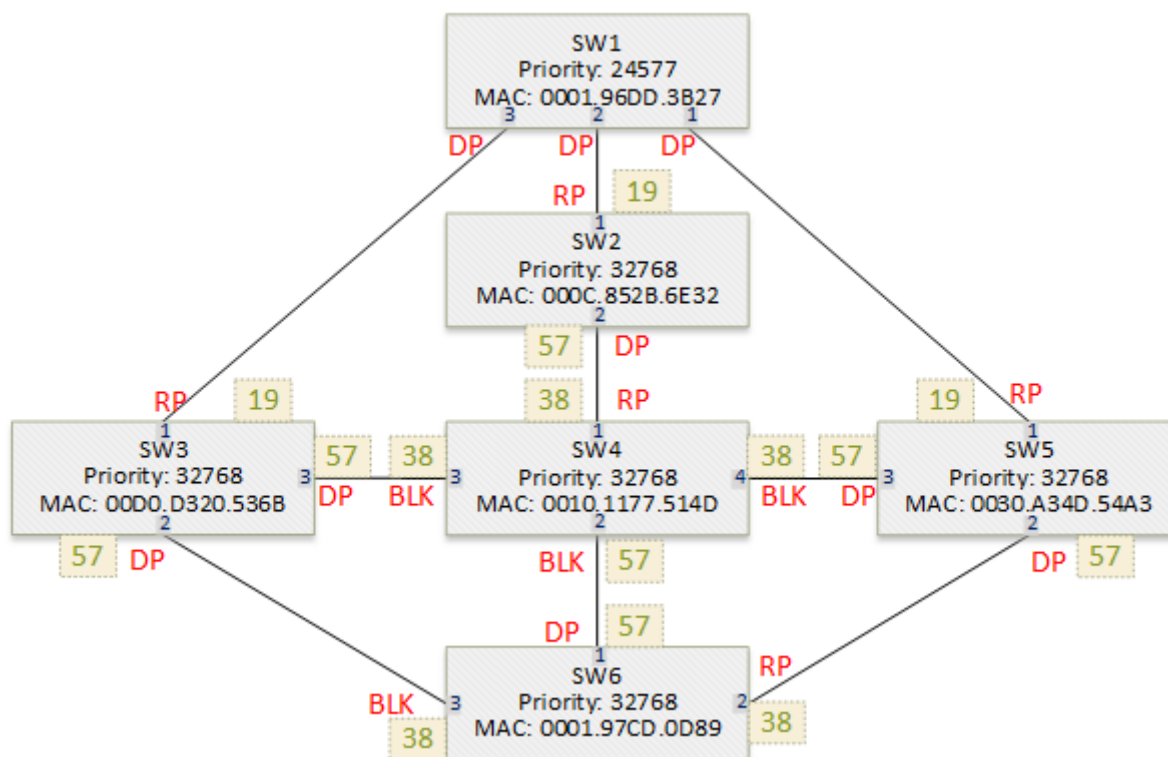 SW1
Priority: 24577
MAC: 0001.96DD.3B27
3 2 1
DP DP DP
RP 19
1
SW2
Priority: 32768
MAC: 000C.852B.6E32
2
57 DP
RP 19 38 RP 19 RP
1
SW3
Priority: 32768
MAC: 00D0.D320.536B
3
2
57 38
DP BLK
1
SW4
Priority: 32768
MAC: 0010.1177.514D
3 4
2
38 57
BLK DP
1
SW5
Priority: 32768
MAC: 0030.A34D.54A3
3
2
57 DP BLK 57 DP 57
DP 57
1
SW6
Priority: 32768
MAC: 0001.97CD.0D89
3 2
BLK RP
38 38